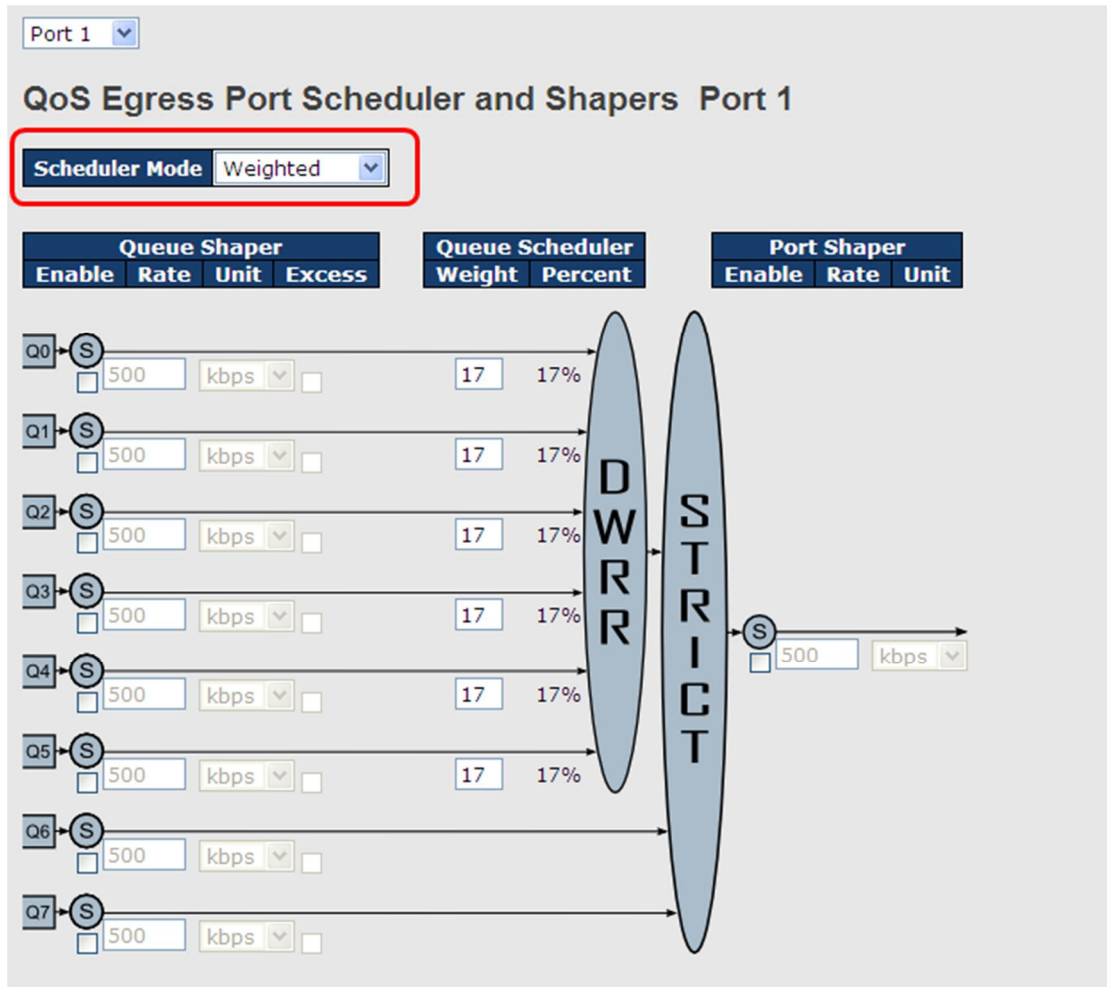 Port 1
QoS Egress Port Scheduler and Shapers Port 1
Scheduler Mode Weighted
Queue Shaper Queue Scheduler Port Shaper
Enable Rate Unit Excess Weight Percent Enable Rate Unit
Q0 S
500 kbps 17 17%
Q1 S
500 kbps 17 17%
Q2 S
500 kbps 17 17%
Q3 S
500 kbps 17 17%
Q4 S
500 kbps 17 17%
Q5 S
500 kbps 17 17%
Q6 S
500 kbps
Q7 S
500 kbps
DWRR
STRICT
S
500 kbps